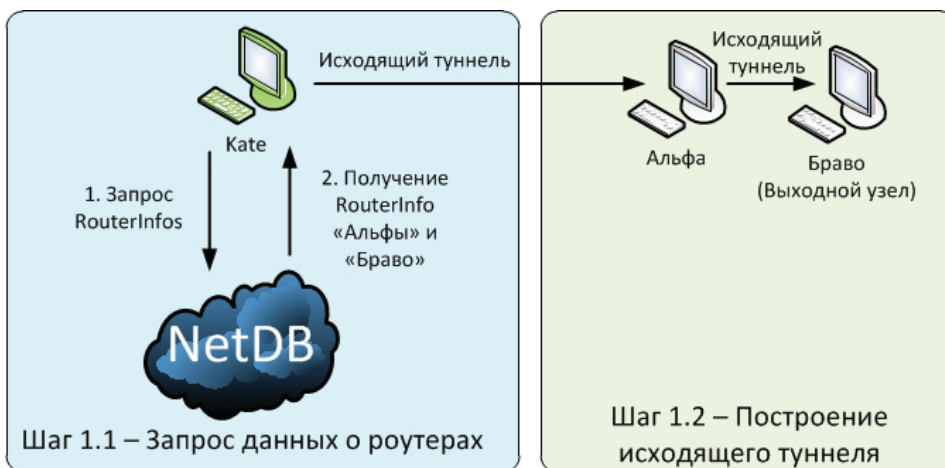 Исходящий туннель
Kate
1. Запрос
RouterInfos
2. Получение
RouterInfo
«Альфы» и
«Браво»
NetDB
Шаг 1.1 – Запрос данных о роутерах
Исходящий
туннель
Альфа
Браво
(Выходной узел)
Шаг 1.2 – Построение
исходящего туннеля